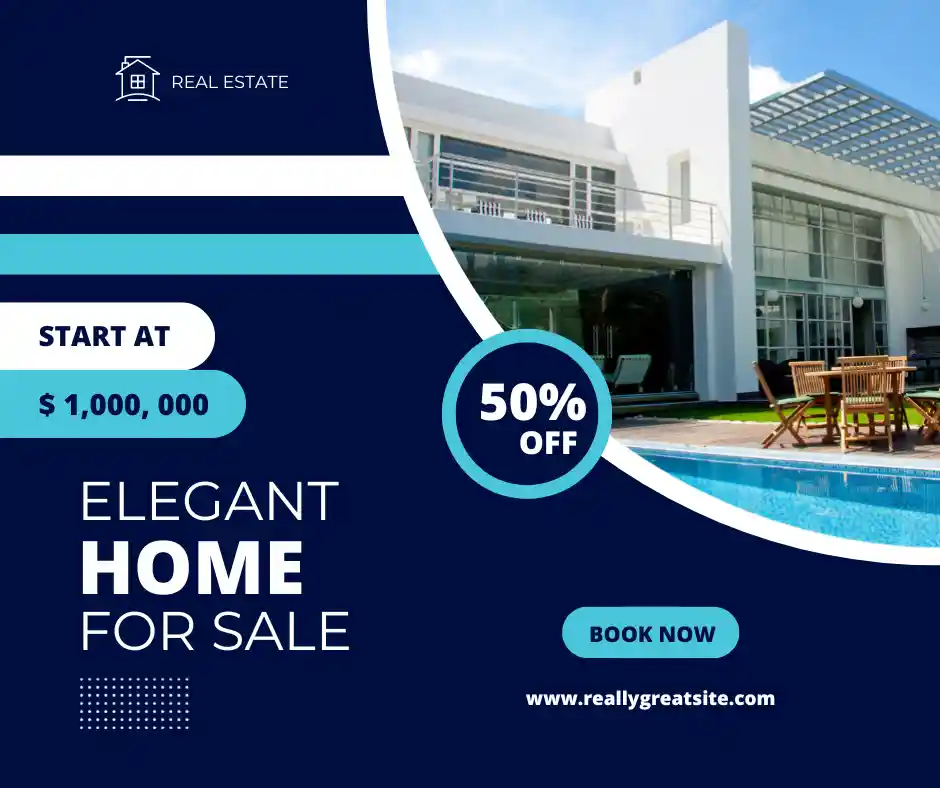 REAL ESTATE
START AT
$ 1,000, 000
50%
OFF
ELEGANT
HOME
FOR SALE
BOOK NOW
www.reallygreatsite.com